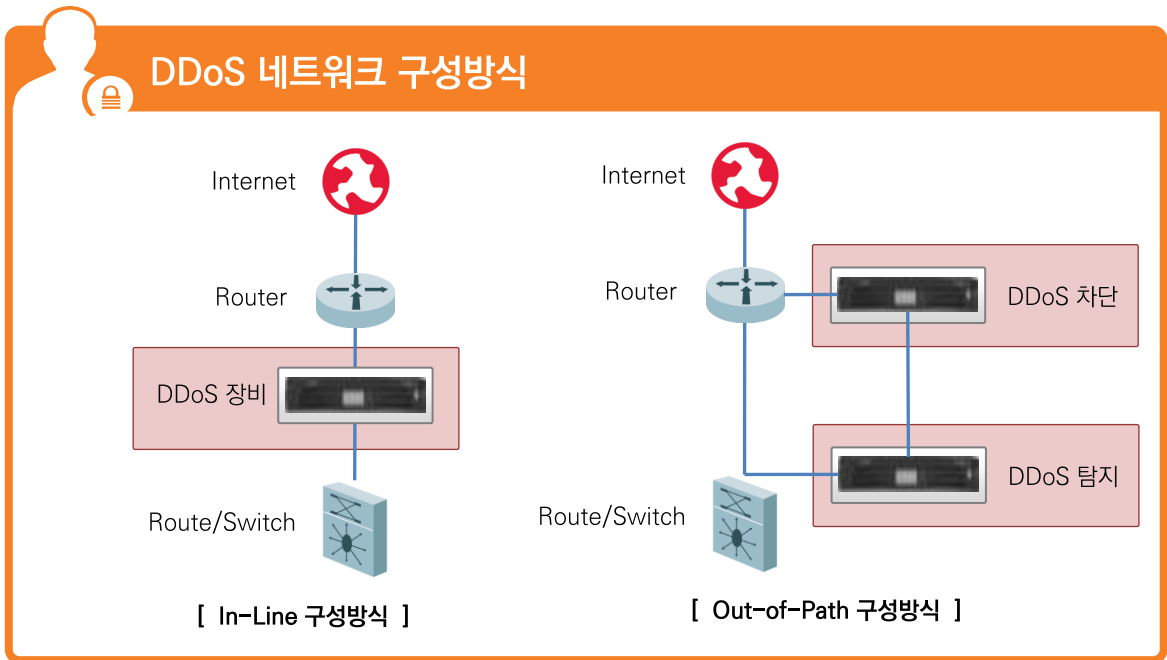 DDoS 네트워크 구성방식
Internet
Router
DDoS 장비
Route/Switch
[ In-Line 구성방식 ]
Internet
Router
DDoS 차단
DDoS 탐지
Route/Switch
[ Out-of-Path 구성방식 ]